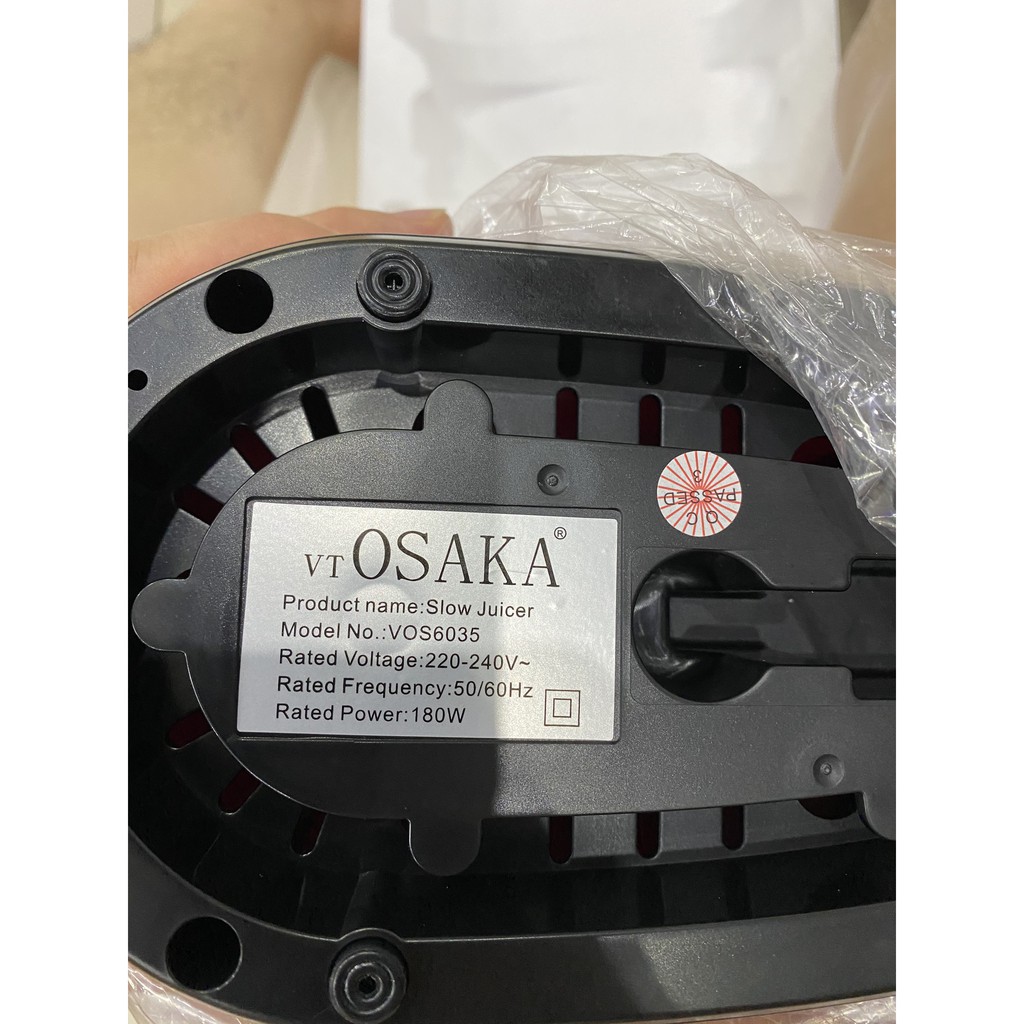 VT OSAKA®
Product name:Slow Juicer
Model No.:VOS6035
Rated Voltage:220-240V~
Rated Frequency:50/60Hz
Rated Power:180W
QC
PASSED
3